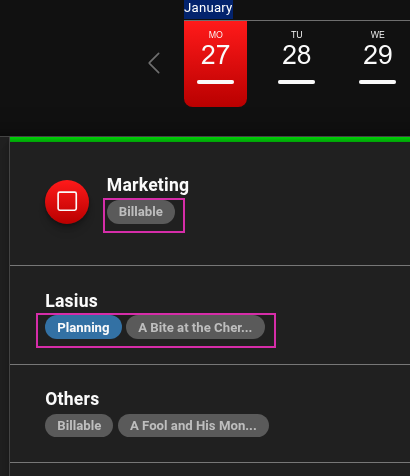 January
MO TU WE
27 28 29
Marketing
Billable
Lasius
Planning A Bite at the Cher...
Others
Billable A Fool and His Mon...